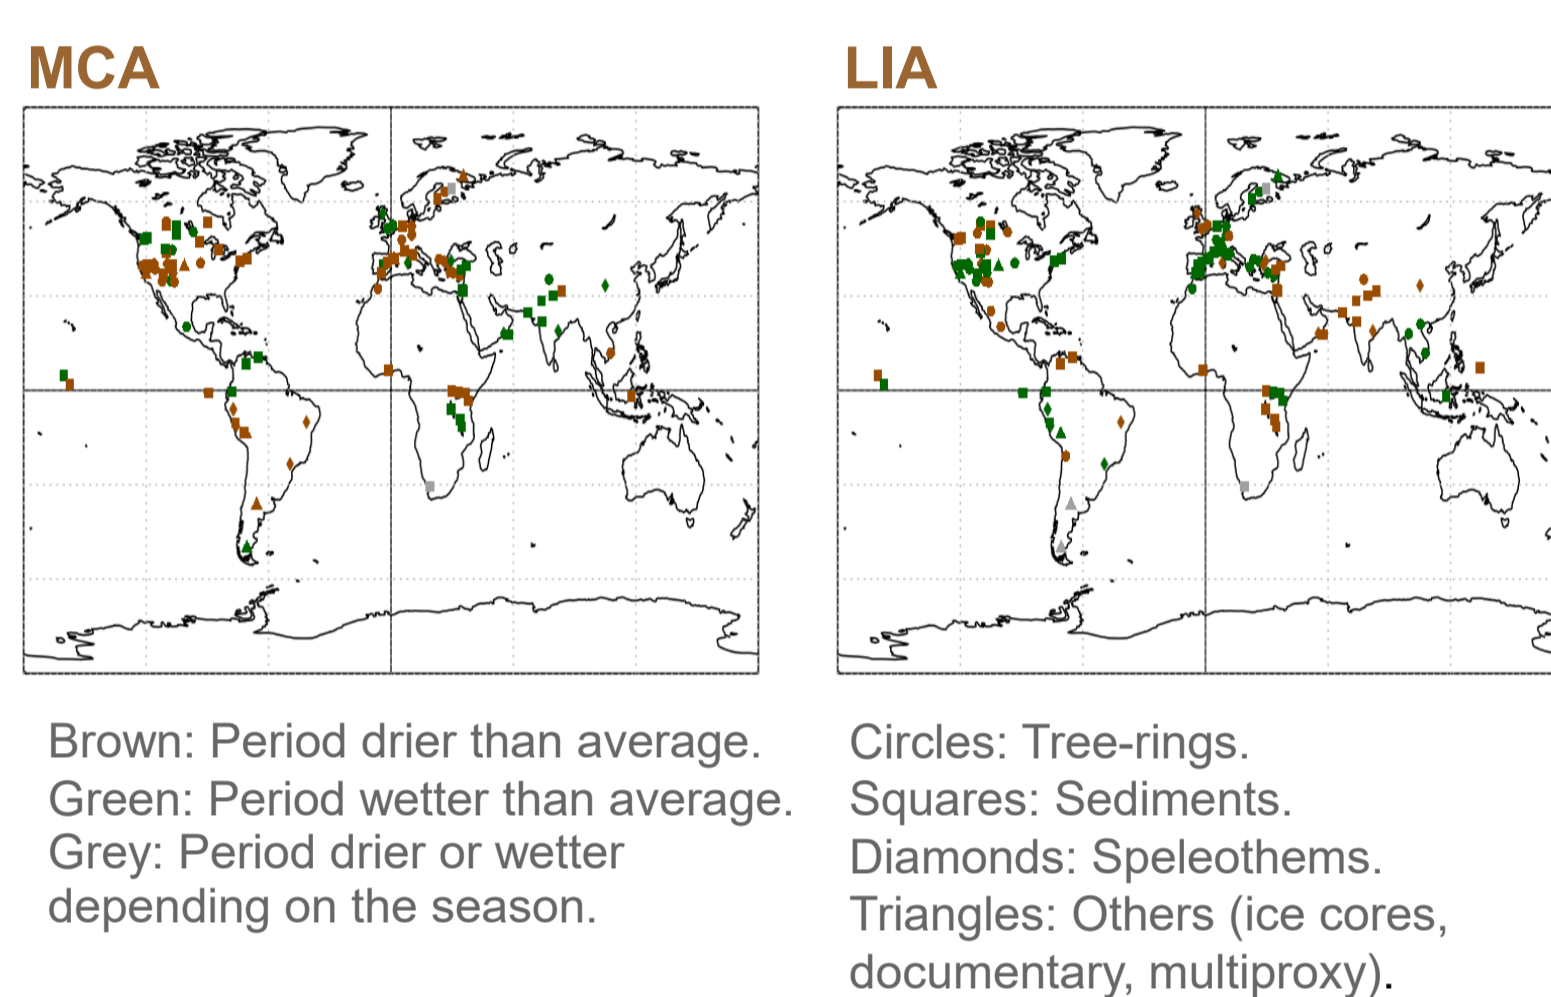 MCA
LIA
Brown: Period drier than average.
Green: Period wetter than average.
Grey: Period drier or wetter
depending on the season.
Circles: Tree-rings.
Squares: Sediments.
Diamonds: Speleothems.
Triangles: Others (ice cores,
documentary, multiproxy).